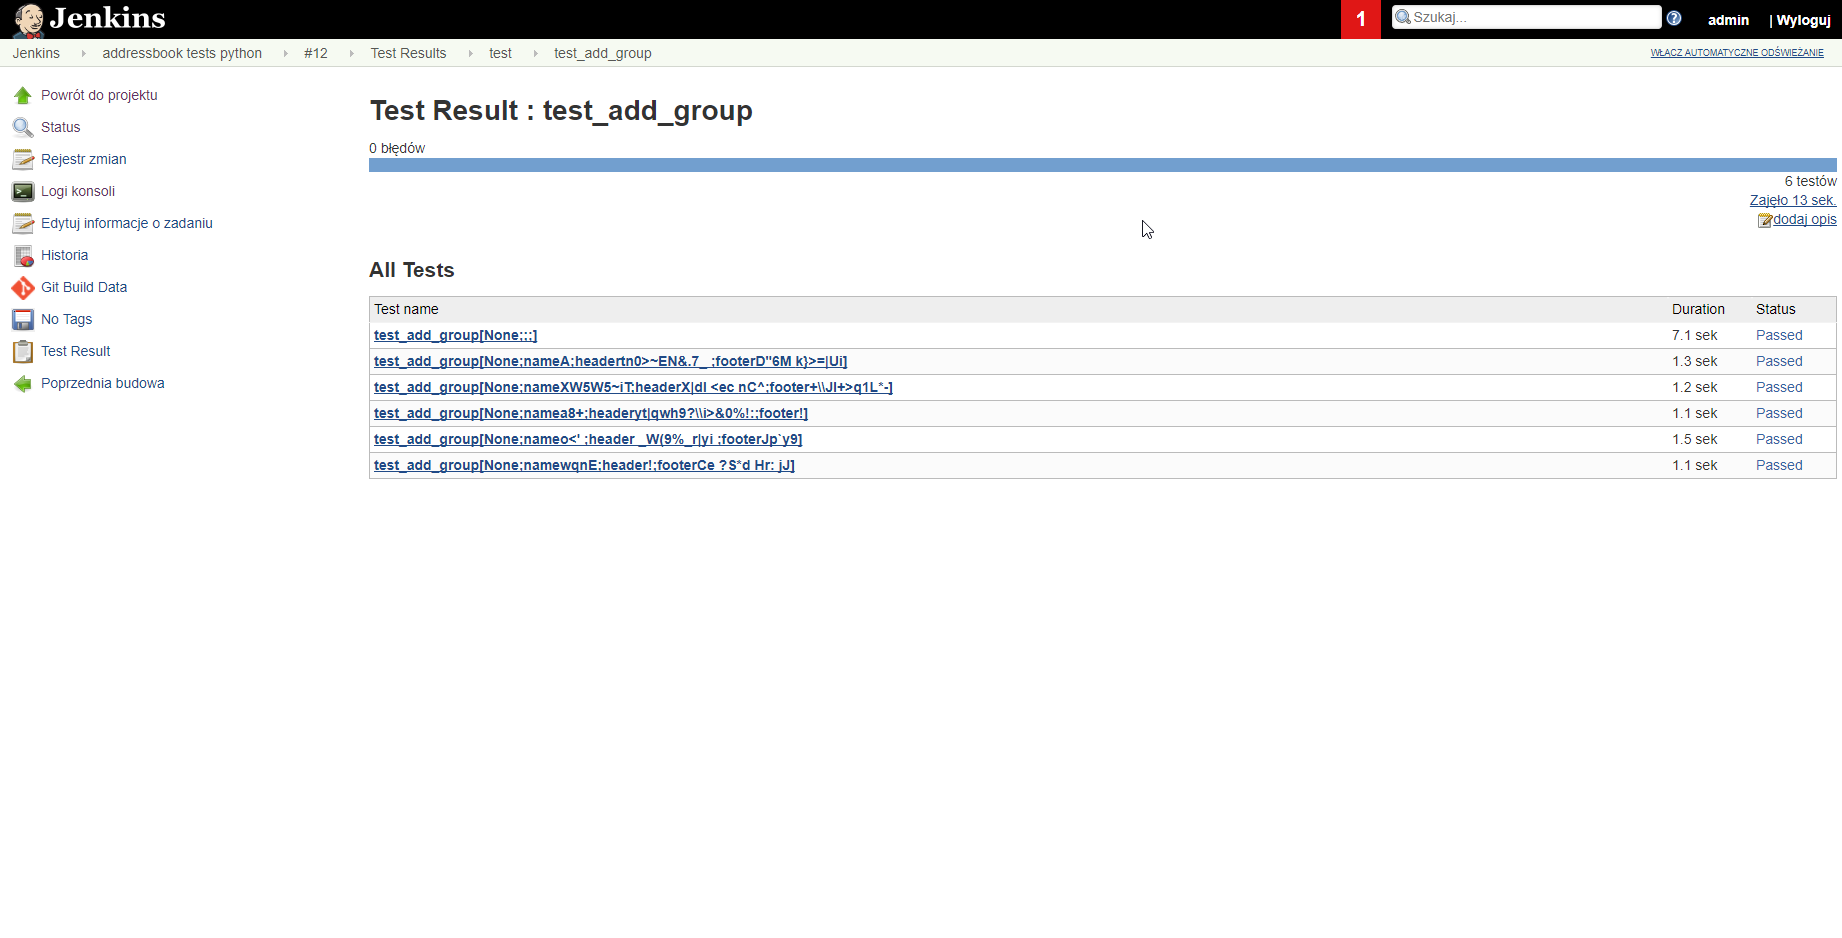 Jenkins
1
Szukaj...
admin
| Wyloguj
Jenkins addressbook tests python #12 Test Results test test_add_group
WŁĄCZ AUTOMATYCZNE ODŚWIEŻANIE
Powrót do projektu
Status
Rejestr zmian
Logi konsoli
Edytuj informacje o zadaniu
Historia
Git Build Data
No Tags
Test Result
Poprzednia budowa
Test Result : test_add_group
0 błędów
6 testów
Zajęło 13 sek.
dodaj opis
All Tests
Test name Duration Status
test_add_group[None;;;] 7.1 sek Passed
test_add_group[None;nameA;headertn0>~EN&.7_ ;footerD"6M k}>=|Ui] 1.3 sek Passed
test_add_group[None;nameXW5W5~iT;headerX|dI <ec nC^;footer+\\JI+>q1L*-] 1.2 sek Passed
test_add_group[None;namea8+;headeryt|qwh9?\\i>&0%!:;footer!] 1.1 sek Passed
test_add_group[None;nameo<' ;header _W(9%_r|yi ;footerJp`y9] 1.5 sek Passed
test_add_group[None;namewqnE;header!;footerCe ?S*d Hr: jJ] 1.1 sek Passed